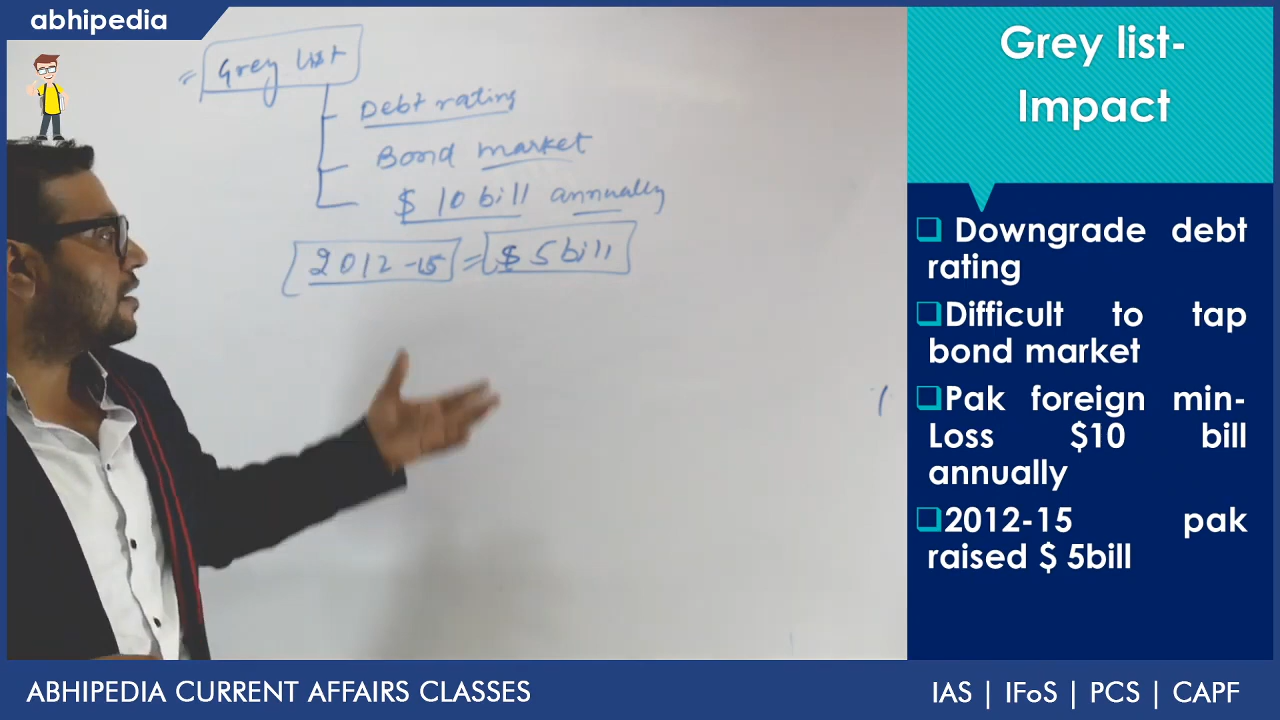 abhipedia
Grey list
Debt rating
Bond market
$ 10 bill annually
2012-15 = $ 5 bill
Grey list-
Impact
Downgrade debt
rating
Difficult to tap
bond market
Pak foreign min-
Loss $10 bill
annually
2012-15 pak
raised $ 5bill
ABHIPEDIA CURRENT AFFAIRS CLASSES
IAS | IFoS | PCS | CAPF